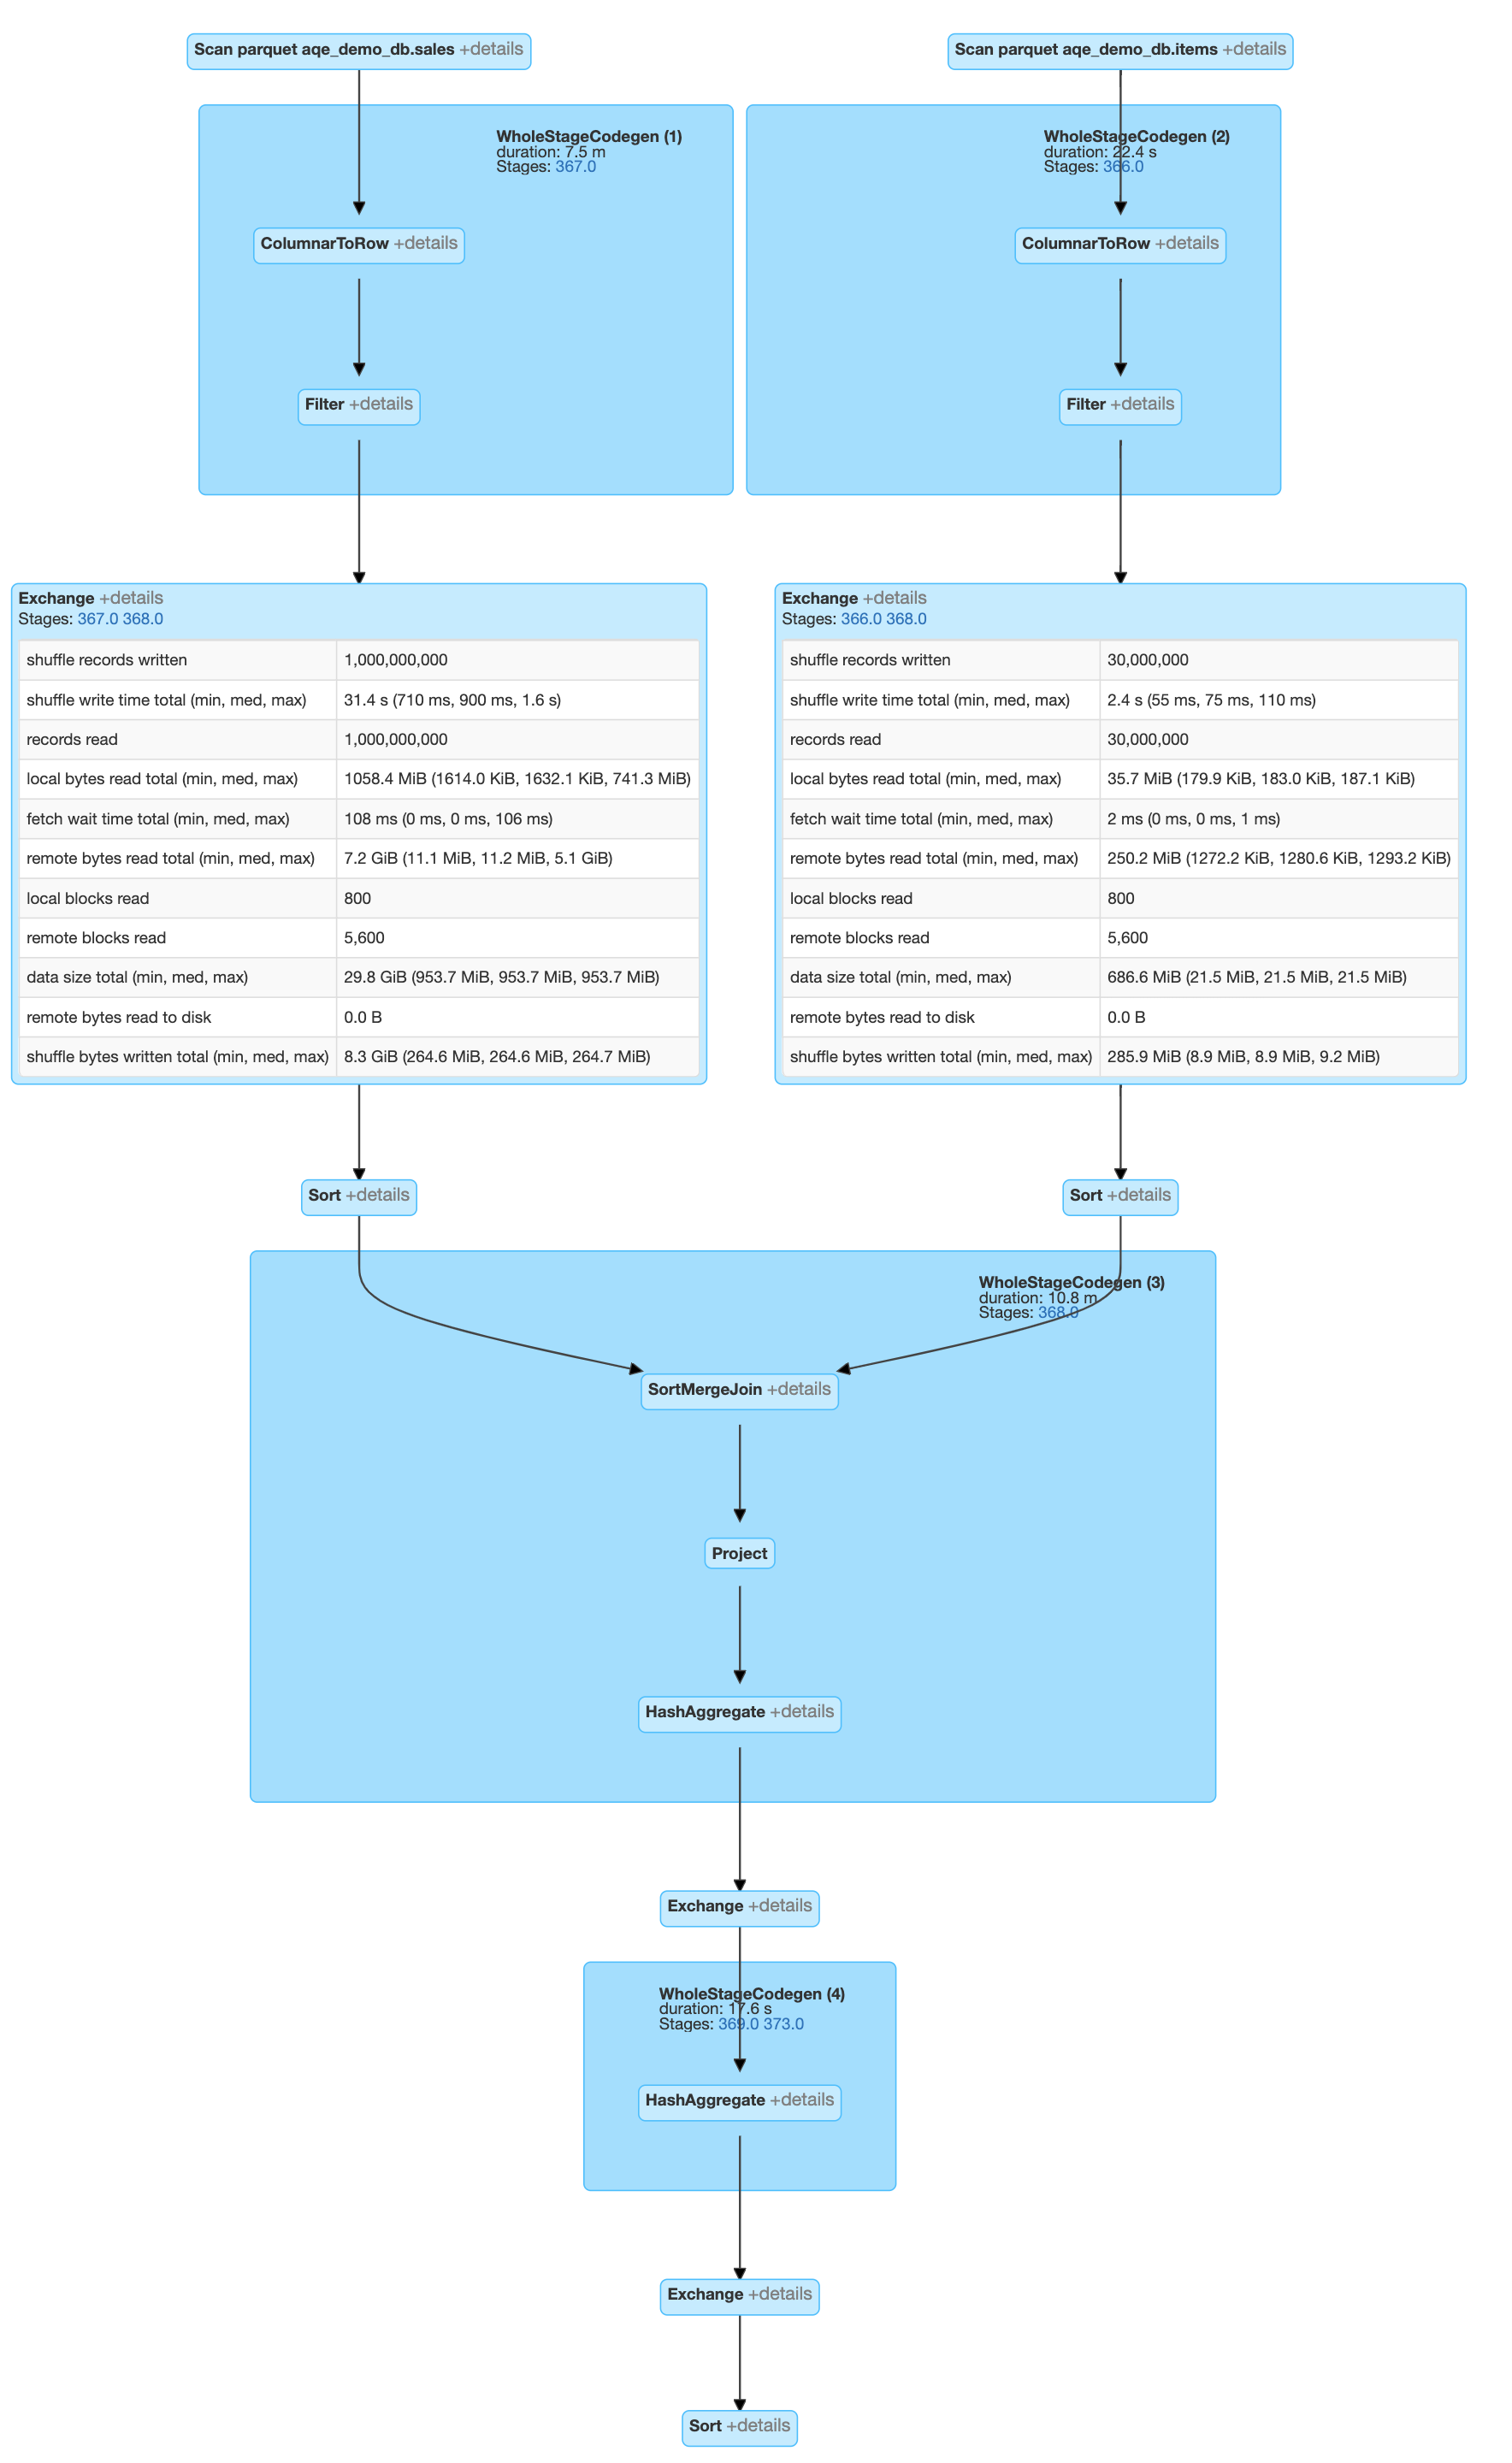 Scan parquet aqe_demo_db.sales +details
Scan parquet aqe_demo_db.items +details
WholeStageCodegen (1)
duration: 7.5 m
Stages: 367.0
ColumnarToRow +details
Filter +details
WholeStageCodegen (2)
duration: 22.4 s
Stages: 366.0
ColumnarToRow +details
Filter +details
Exchange +details
Stages: 367.0 368.0
shuffle records written 1,000,000,000
shuffle write time total (min, med, max) 31.4 s (710 ms, 900 ms, 1.6 s)
records read 1,000,000,000
local bytes read total (min, med, max) 1058.4 MiB (1614.0 KiB, 1632.1 KiB, 741.3 MiB)
fetch wait time total (min, med, max) 108 ms (0 ms, 0 ms, 106 ms)
remote bytes read total (min, med, max) 7.2 GiB (11.1 MiB, 11.2 MiB, 5.1 GiB)
local blocks read 800
remote blocks read 5,600
data size total (min, med, max) 29.8 GiB (953.7 MiB, 953.7 MiB, 953.7 MiB)
remote bytes read to disk 0.0 B
shuffle bytes written total (min, med, max) 8.3 GiB (264.6 MiB, 264.6 MiB, 264.7 MiB)
Exchange +details
Stages: 366.0 368.0
shuffle records written 30,000,000
shuffle write time total (min, med, max) 2.4 s (55 ms, 75 ms, 110 ms)
records read 30,000,000
local bytes read total (min, med, max) 35.7 MiB (179.9 KiB, 183.0 KiB, 187.1 KiB)
fetch wait time total (min, med, max) 2 ms (0 ms, 0 ms, 1 ms)
remote bytes read total (min, med, max) 250.2 MiB (1272.2 KiB, 1280.6 KiB, 1293.2 KiB)
local blocks read 800
remote blocks read 5,600
data size total (min, med, max) 686.6 MiB (21.5 MiB, 21.5 MiB, 21.5 MiB)
remote bytes read to disk 0.0 B
shuffle bytes written total (min, med, max) 285.9 MiB (8.9 MiB, 8.9 MiB, 9.2 MiB)
Sort +details
Sort +details
WholeStageCodegen (3)
duration: 10.8 m
Stages: 368.0
SortMergeJoin +details
Project
HashAggregate +details
Exchange +details
WholeStageCodegen (4)
duration: 17.6 s
Stages: 369.0 373.0
HashAggregate +details
Exchange +details
Sort +details